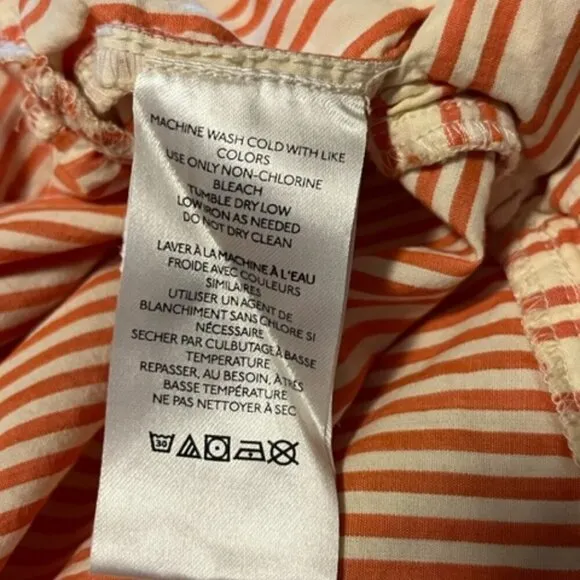 MACHINE WASH COLD WITH LIKE
COLORS
USE ONLY NON-CHLORINE
BLEACH
TUMBLE DRY LOW
LOW IRON AS NEEDED
DO NOT DRY CLEAN
LAVER À LA MACHINE À L'EAU
FROIDE AVEC COULEURS
SIMILAIRES
UTILISER UN AGENT DE
BLANCHIMENT SANS CHLORE SI
NÉCESSAIRE
SECHER PAR CULBUTAGE À BASSE
TEMPERATURE
REPASSER, AU BESOIN, À TRÈS
BASSE TEMPÉRATURE
NE PAS NETTOYER À SEC
30